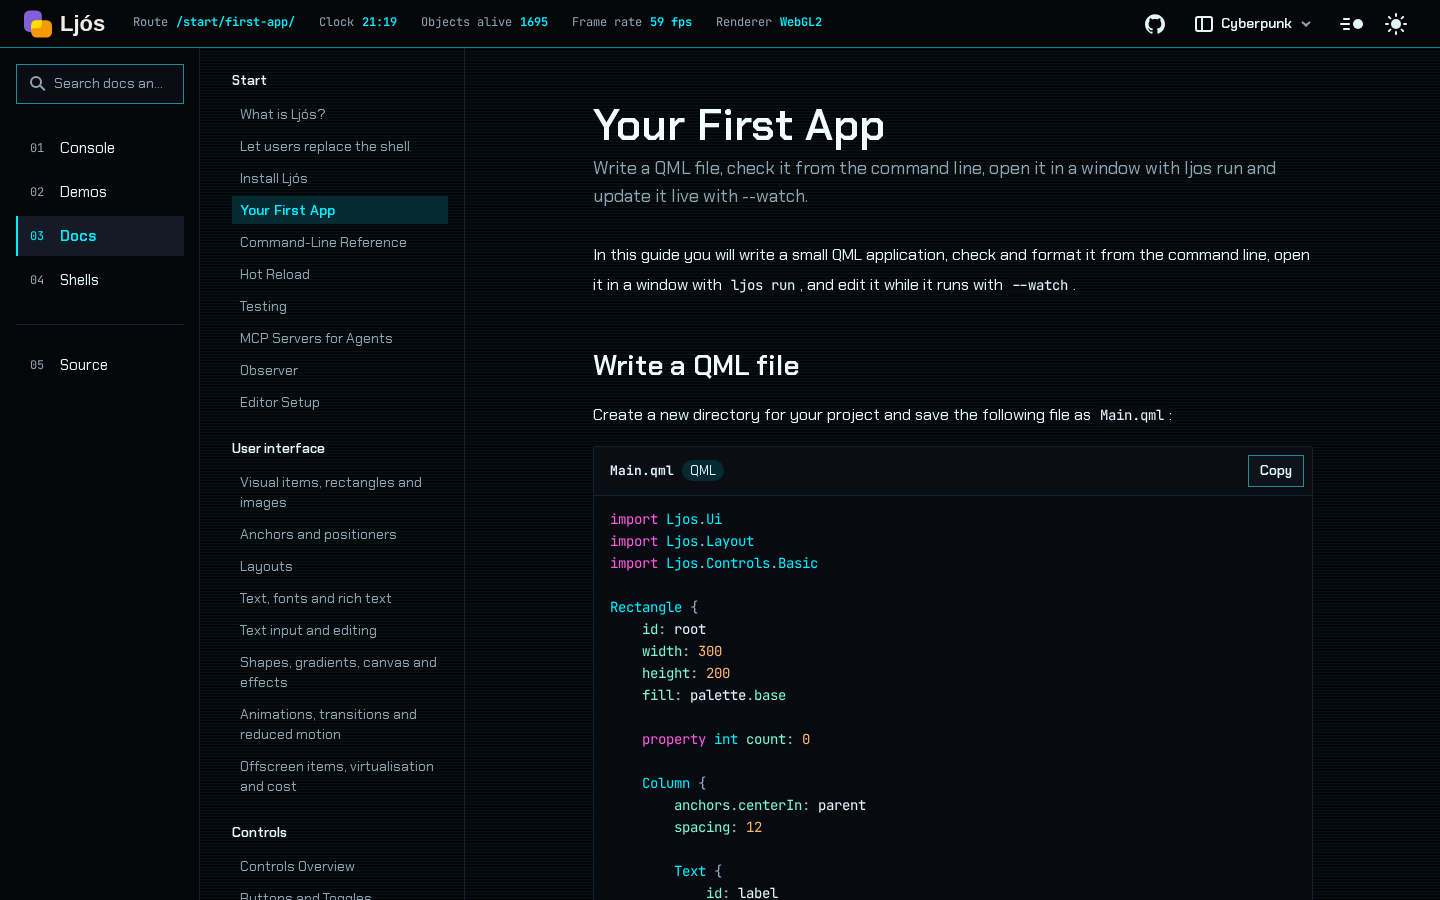 Ljós
Route /start/first-app/ Clock 21:19 Objects alive 1695 Frame rate 59 fps Renderer WebGL2
Cyberpunk
Search docs an...
01 Console
02 Demos
03 Docs
04 Shells
05 Source
Start
What is Ljós?
Let users replace the shell
Install Ljós
Your First App
Command-Line Reference
Hot Reload
Testing
MCP Servers for Agents
Observer
Editor Setup
User interface
Visual items, rectangles and
images
Anchors and positioners
Layouts
Text, fonts and rich text
Text input and editing
Shapes, gradients, canvas and
effects
Animations, transitions and
reduced motion
Offscreen items, virtualisation
and cost
Controls
Controls Overview
Buttons and Toggles
Your First App
Write a QML file, check it from the command line, open it in a window with ljos run and
update it live with --watch.
In this guide you will write a small QML application, check and format it from the command line, open
it in a window with ljos run, and edit it while it runs with --watch.
Write a QML file
Create a new directory for your project and save the following file as Main.qml:
Main.qml QML
Copy
import Ljos.Ui
import Ljos.Layout
import Ljos.Controls.Basic
Rectangle {
id: root
width: 300
height: 200
fill: palette.base
property int count: 0
Column {
anchors.centerIn: parent
spacing: 12
Text {
id: label